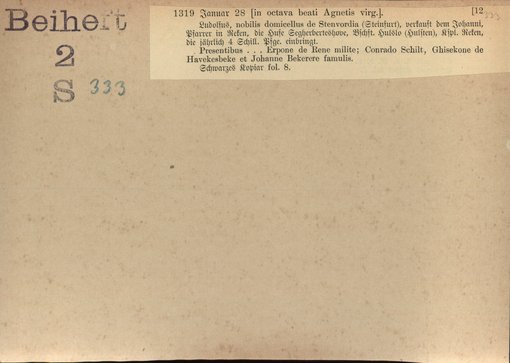 Beiheft
2
S 333
1319 Januar 28 [in octava beati Agnetis virg.]. [12
Ludolfus, nobilis domicellus de Stenvordia (Steinfurt), verkauft dem Johanni,
Pfarrer in Reken, die Hufe Segherberteshove, Bschft. Hulslo (Hülsten), Kspl. Reken,
die jährlich 4 Schill. Pfge. einbringt.
Presentibus . . . Erpone de Rene milite; Conrado Schilt, Ghisekone de
Havekesbeke et Johanne Bekerere famulis.
Schwarzes Kopiar fol. 8.